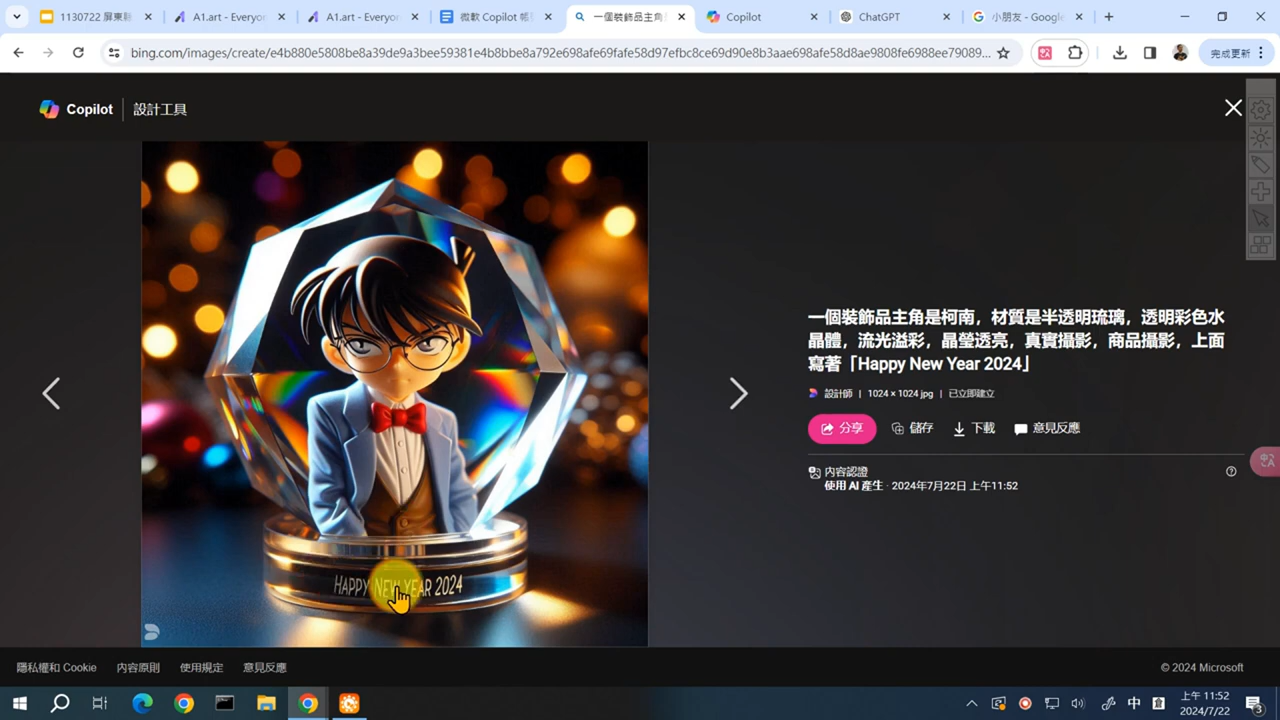 1130722 屏東縣
A1.art - Everyon
A1.art - Everyon
微軟 Copilot 帳
一個裝飾品主角
Copilot
ChatGPT
小朋友 - Google
bing.com/images/create/e4b880e5808be8a39de9a3bee59381e4b8bbe8a792e698afe69fafe58d97efbc8ce69d90e8b3aae698afe58d8ae9808fe6988ee79089...
完成更新
Copilot
設計工具
一個裝飾品主角是柯南，材質是半透明琉璃，透明彩色水
晶體，流光溢彩，晶瑩透亮，真實攝影，商品攝影，上面
寫著「Happy New Year 2024」
設計師 | 1024 × 1024 jpg | 已立即建立
分享 儲存 下載 意見反應
內容認證
使用 AI 產生 · 2024年7月22日 上午11:52
HAPPY NEW YEAR 2024
隱私權和 Cookie 內容原則 使用規定 意見反應
© 2024 Microsoft
中
上午 11:52
2024/7/22
3